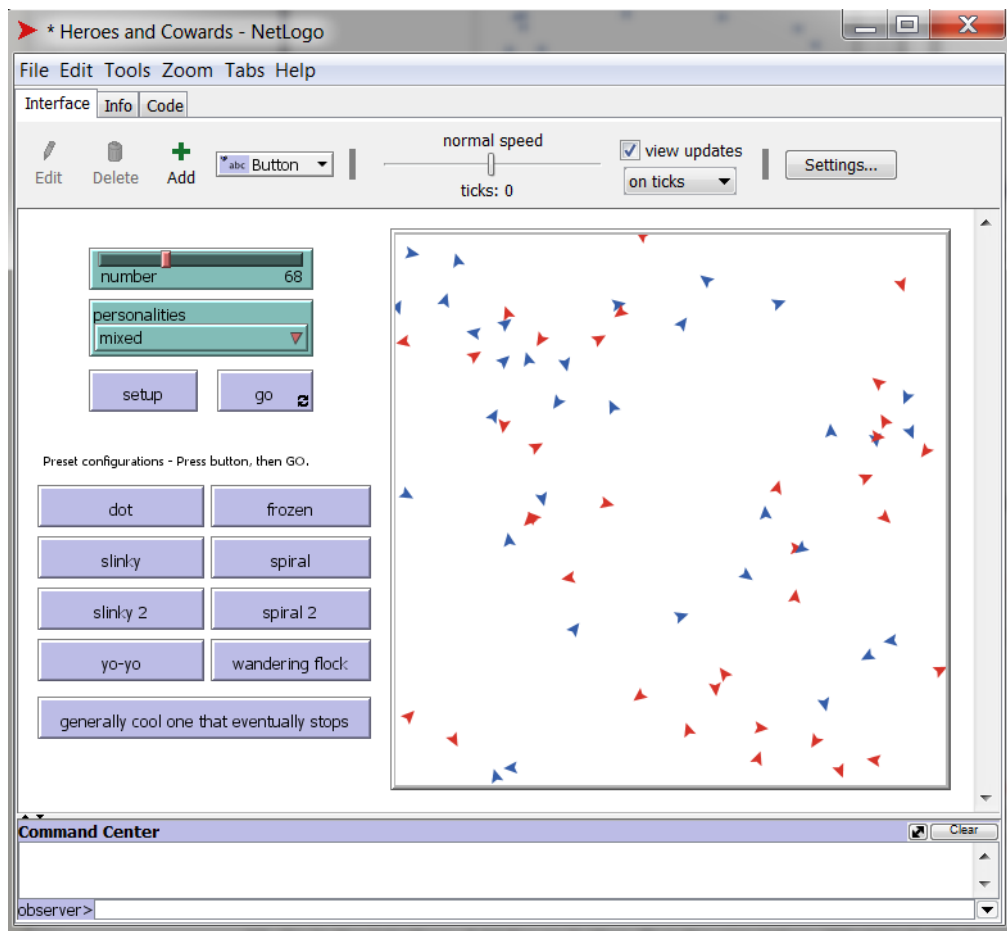 * Heroes and Cowards - NetLogo
File Edit Tools Zoom Tabs Help
Interface Info Code
Edit Delete Add abc Button normal speed ticks: 0 view updates on ticks Settings...
number 68
personalities
mixed
setup go
Preset configurations - Press button, then GO.
dot frozen
slinky spiral
slinky 2 spiral 2
yo-yo wandering flock
generally cool one that eventually stops
Command Center Clear
observer>